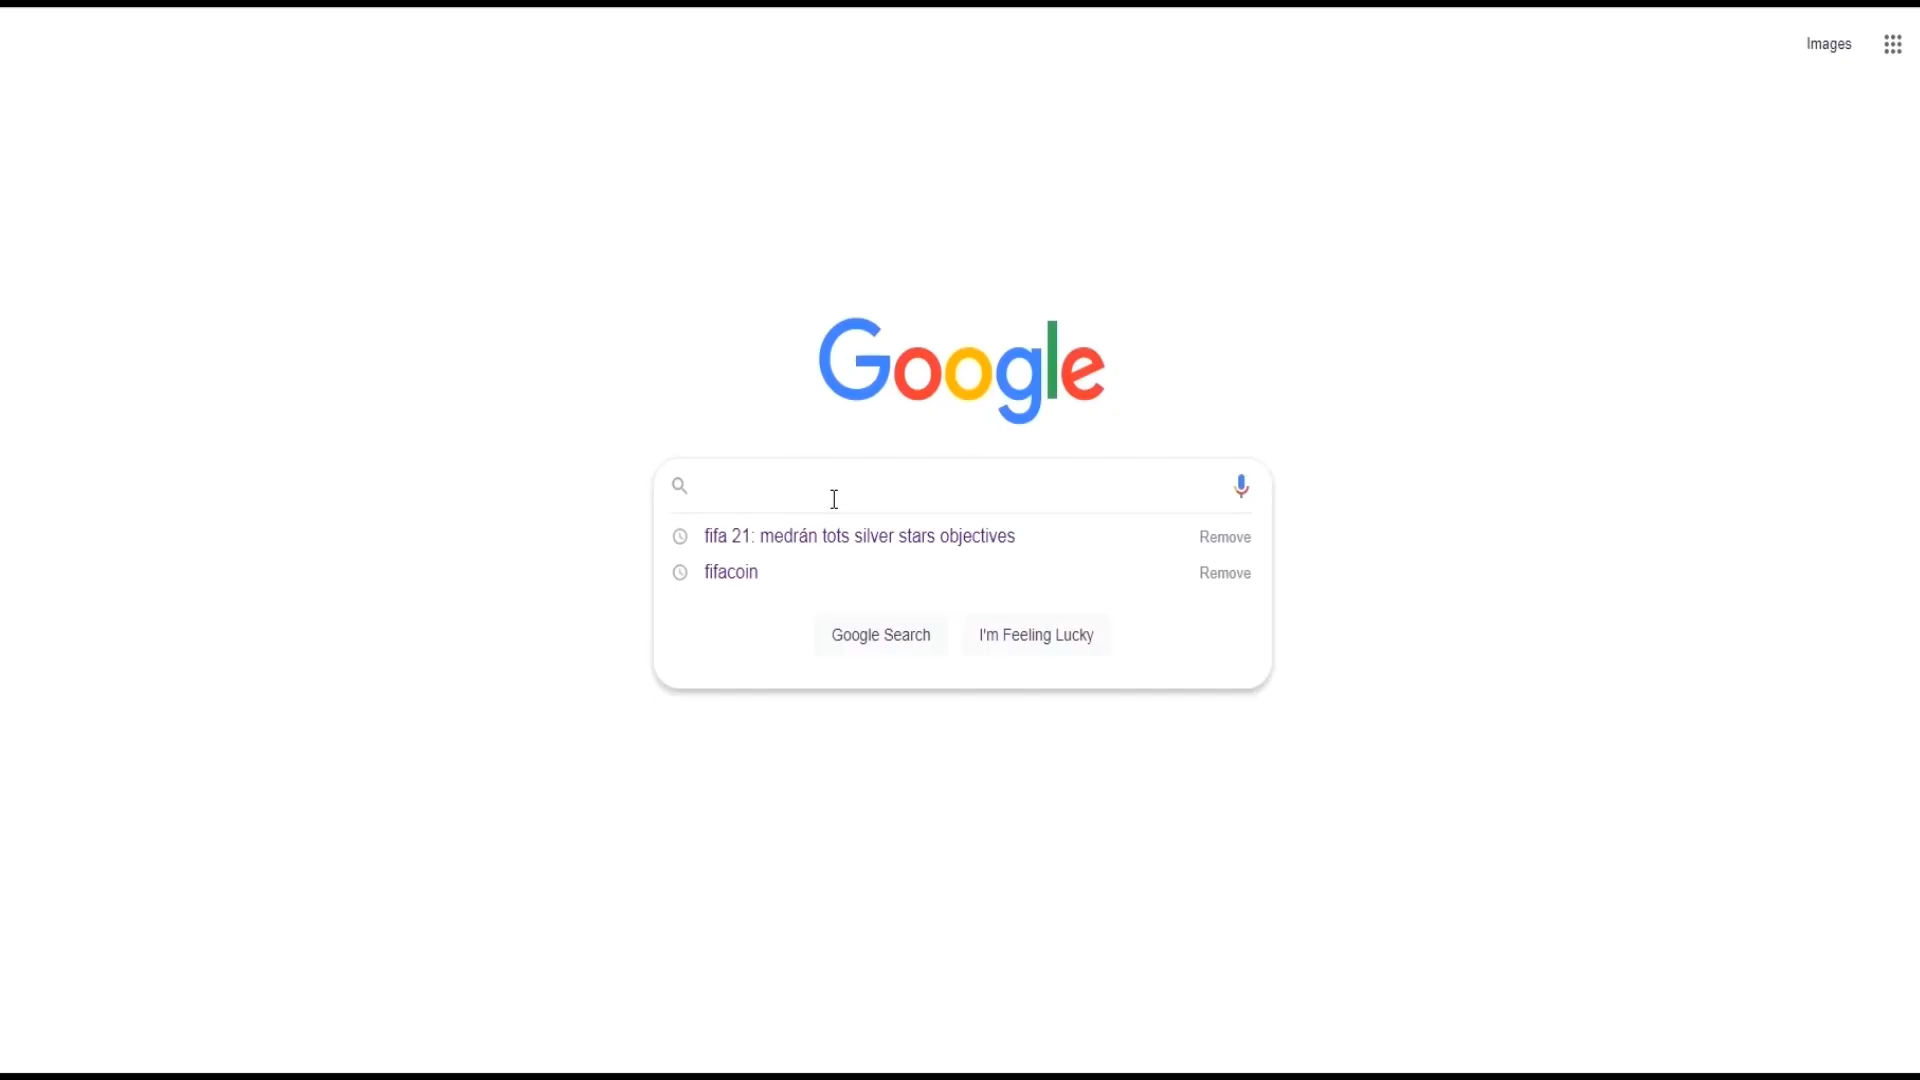 Images
Google
fifa 21: medrán tots silver stars objectives Remove
fifacoin Remove
Google Search I'm Feeling Lucky